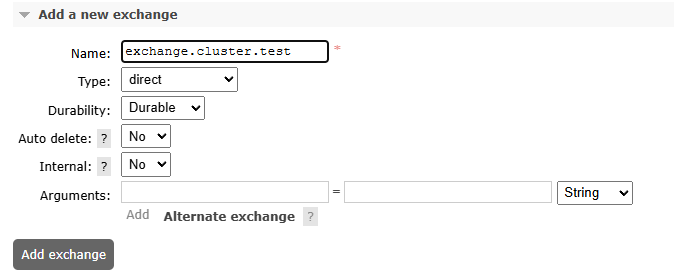 Add a new exchange
Name: exchange.cluster.test *
Type: direct
Durability: Durable
Auto delete: ? No
Internal: ? No
Arguments: = String
Add Alternate exchange ?
Add exchange